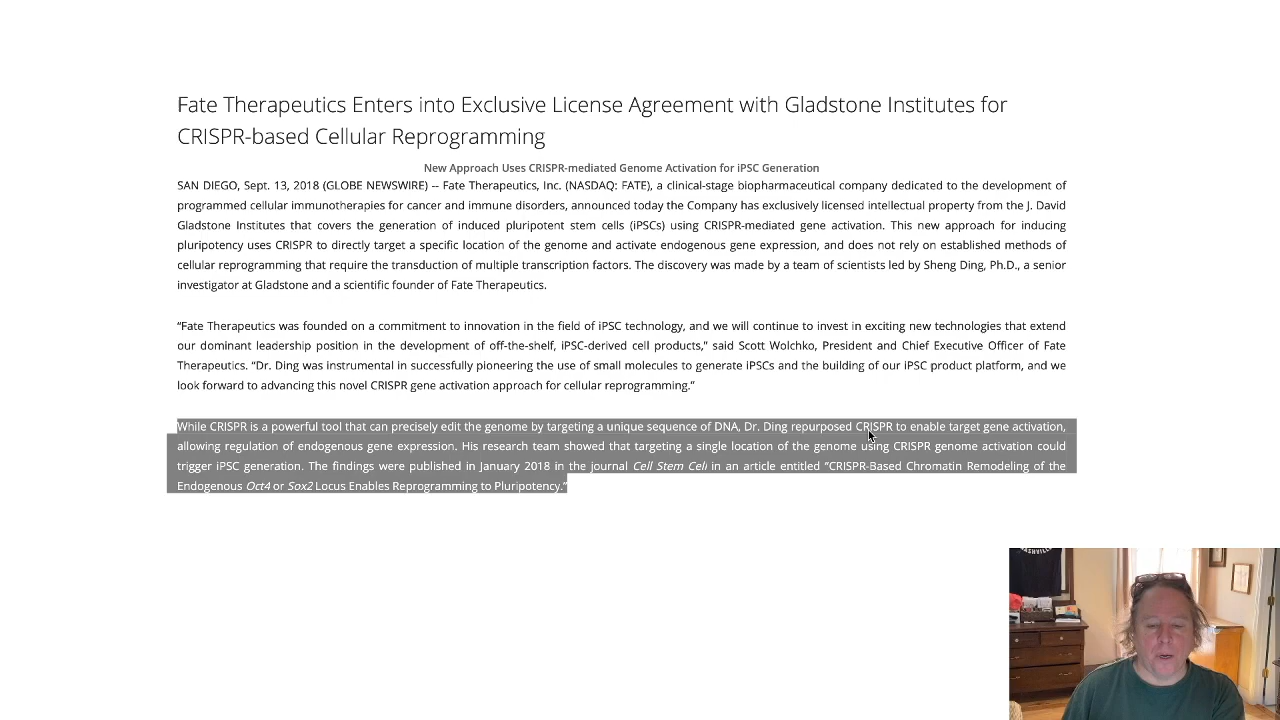 Fate Therapeutics Enters into Exclusive License Agreement with Gladstone Institutes for
CRISPR-based Cellular Reprogramming
New Approach Uses CRISPR-mediated Genome Activation for iPSC Generation
SAN DIEGO, Sept. 13, 2018 (GLOBE NEWSWIRE) -- Fate Therapeutics, Inc. (NASDAQ: FATE), a clinical-stage biopharmaceutical company dedicated to the development of
programmed cellular immunotherapies for cancer and immune disorders, announced today the Company has exclusively licensed intellectual property from the J. David
Gladstone Institutes that covers the generation of induced pluripotent stem cells (iPSCs) using CRISPR-mediated gene activation. This new approach for inducing
pluripotency uses CRISPR to directly target a specific location of the genome and activate endogenous gene expression, and does not rely on established methods of
cellular reprogramming that require the transduction of multiple transcription factors. The discovery was made by a team of scientists led by Sheng Ding, Ph.D., a senior
investigator at Gladstone and a scientific founder of Fate Therapeutics.
“Fate Therapeutics was founded on a commitment to innovation in the field of iPSC technology, and we will continue to invest in exciting new technologies that extend
our dominant leadership position in the development of off-the-shelf, iPSC-derived cell products,” said Scott Wolchko, President and Chief Executive Officer of Fate
Therapeutics. “Dr. Ding was instrumental in successfully pioneering the use of small molecules to generate iPSCs and the building of our iPSC product platform, and we
look forward to advancing this novel CRISPR gene activation approach for cellular reprogramming.”
While CRISPR is a powerful tool that can precisely edit the genome by targeting a unique sequence of DNA, Dr. Ding repurposed CRISPR to enable target gene activation,
allowing regulation of endogenous gene expression. His research team showed that targeting a single location of the genome using CRISPR genome activation could
trigger iPSC generation. The findings were published in January 2018 in the journal Cell Stem Cell in an article entitled “CRISPR-Based Chromatin Remodeling of the
Endogenous Oct4 or Sox2 Locus Enables Reprogramming to Pluripotency.”
NASHVILLE